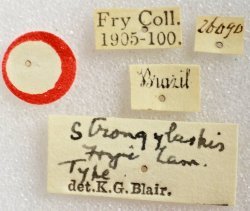 Fry Coll.
1905-100.
26090
Brazil
Strongylaspis
Fryi Lam.
Type
det. K.G. Blair.